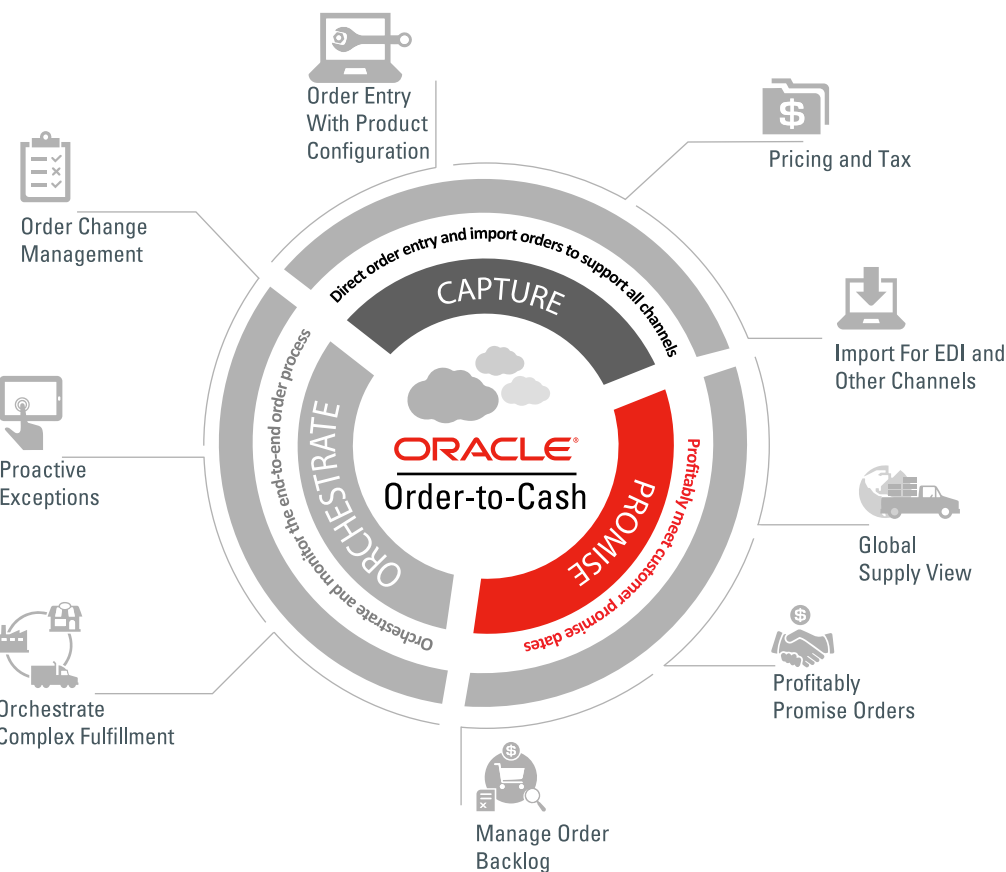 Order Entry
With Product
Configuration
Pricing and Tax
Order Change
Management
Direct order entry and import orders to support all channels
CAPTURE
Import For EDI and
Other Channels
ORACLE®
Order-to-Cash
ORCHESTRATE
Orchestrate and monitor the end-to-end order process
PROMISE
Profitably meet customer promise dates
Proactive
Exceptions
Global
Supply View
Orchestrate
Complex Fulfillment
Profitably
Promise Orders
Manage Order
Backlog